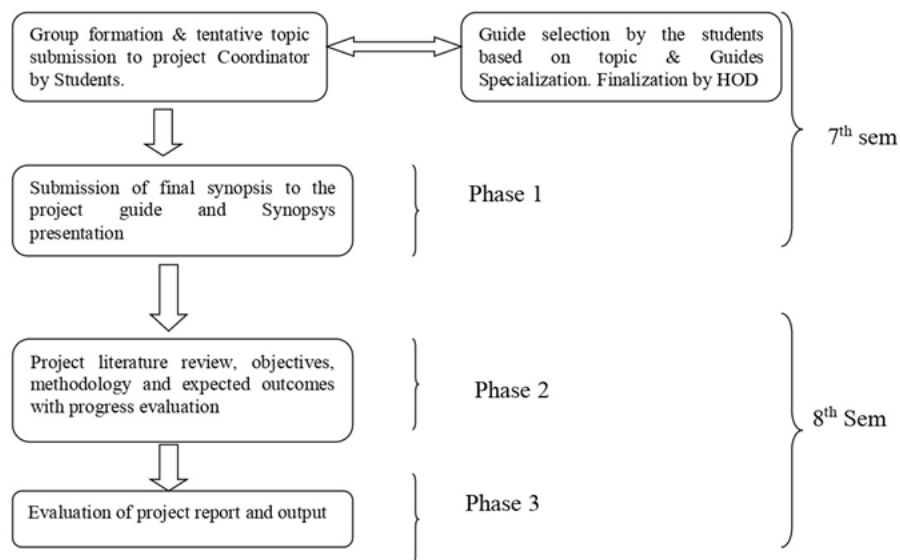 Group formation & tentative topic
submission to project Coordinator
by Students.
Guide selection by the students
based on topic & Guides
Specialization. Finalization by HOD
7th sem
Submission of final synopsis to the
project guide and Synopsys
presentation
Phase 1
Project literature review, objectives,
methodology and expected outcomes
with progress evaluation
Phase 2
8th Sem
Evaluation of project report and output
Phase 3